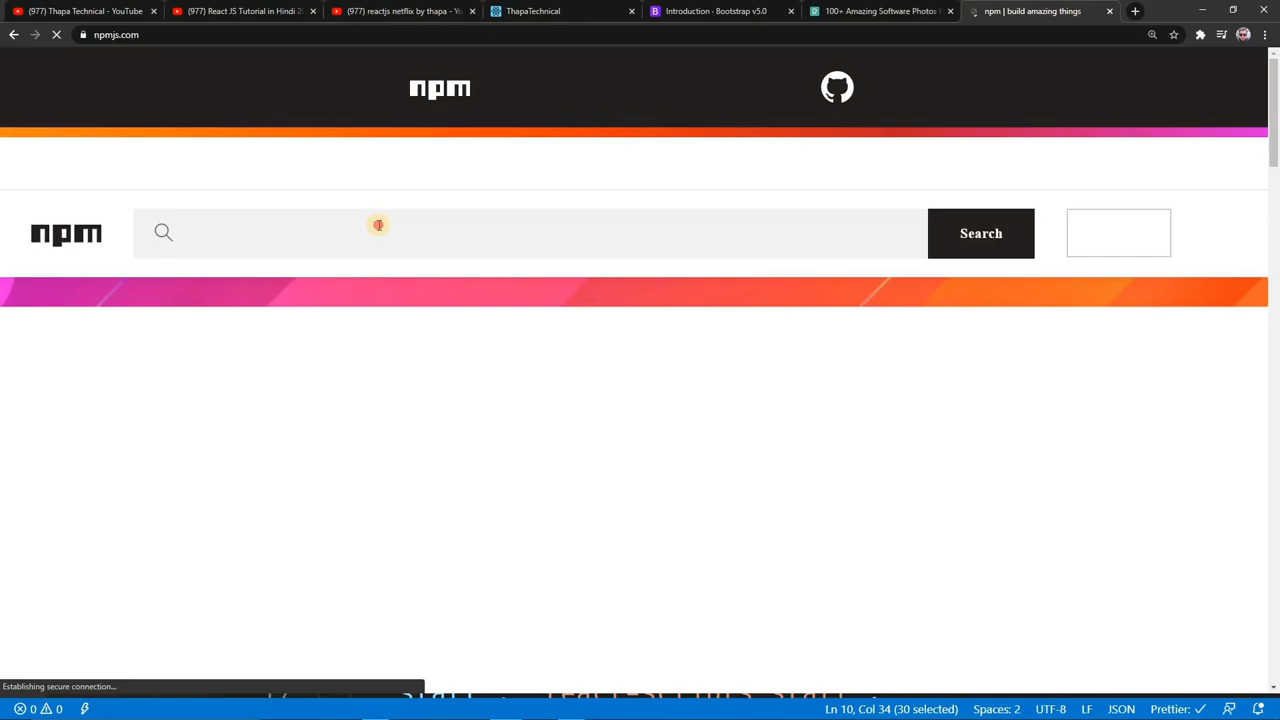 (977) Thapa Technical - YouTube
(977) React JS Tutorial in Hindi 2
(977) reactjs netflix by thapa - Yo
ThapaTechnical
Introduction · Bootstrap v5.0
100+ Amazing Software Photos
npm | build amazing things
npmjs.com
npm
npm
Search
Establishing secure connection...
0 0
Ln 10, Col 34 (30 selected)
Spaces: 2
UTF-8
LF
JSON
Prettier: ✓